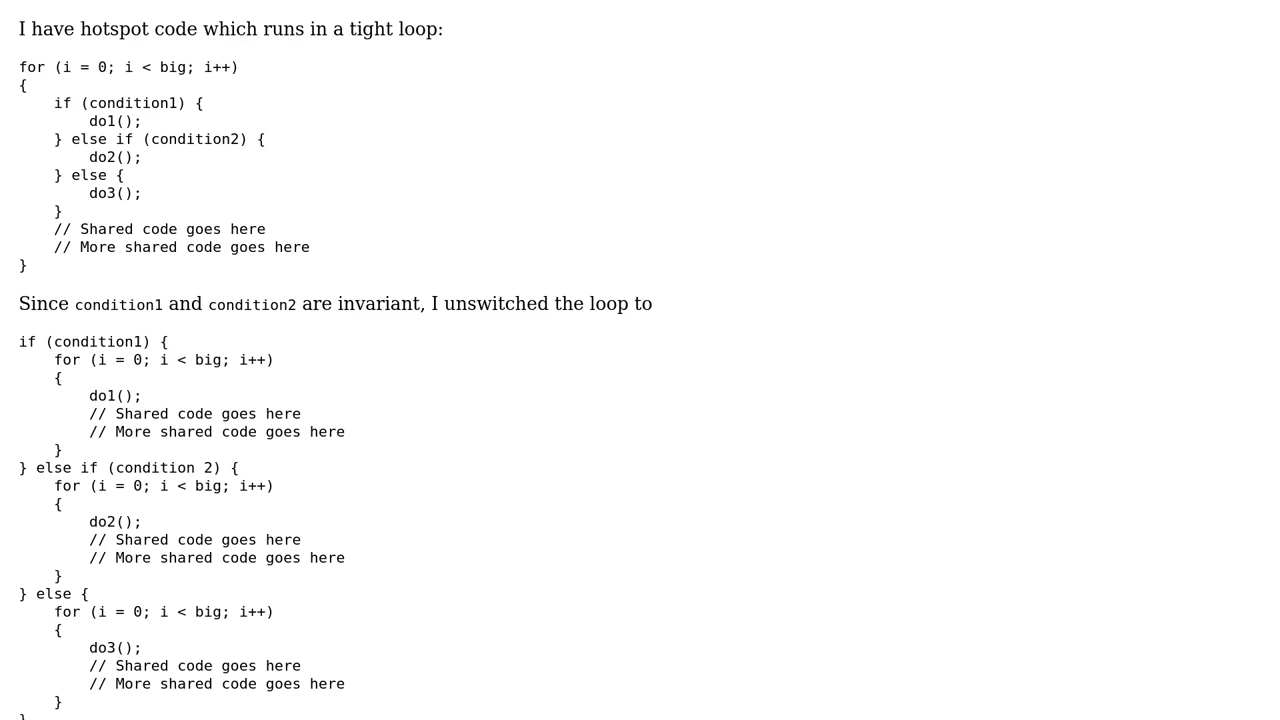 I have hotspot code which runs in a tight loop:
for (i = 0; i < big; i++)
{
    if (condition1) {
        do1();
    } else if (condition2) {
        do2();
    } else {
        do3();
    }
    // Shared code goes here
    // More shared code goes here
}
Since condition1 and condition2 are invariant, I unswitched the loop to
if (condition1) {
    for (i = 0; i < big; i++)
    {
        do1();
        // Shared code goes here
        // More shared code goes here
    }
} else if (condition 2) {
    for (i = 0; i < big; i++)
    {
        do2();
        // Shared code goes here
        // More shared code goes here
    }
} else {
    for (i = 0; i < big; i++)
    {
        do3();
        // Shared code goes here
        // More shared code goes here
    }
}